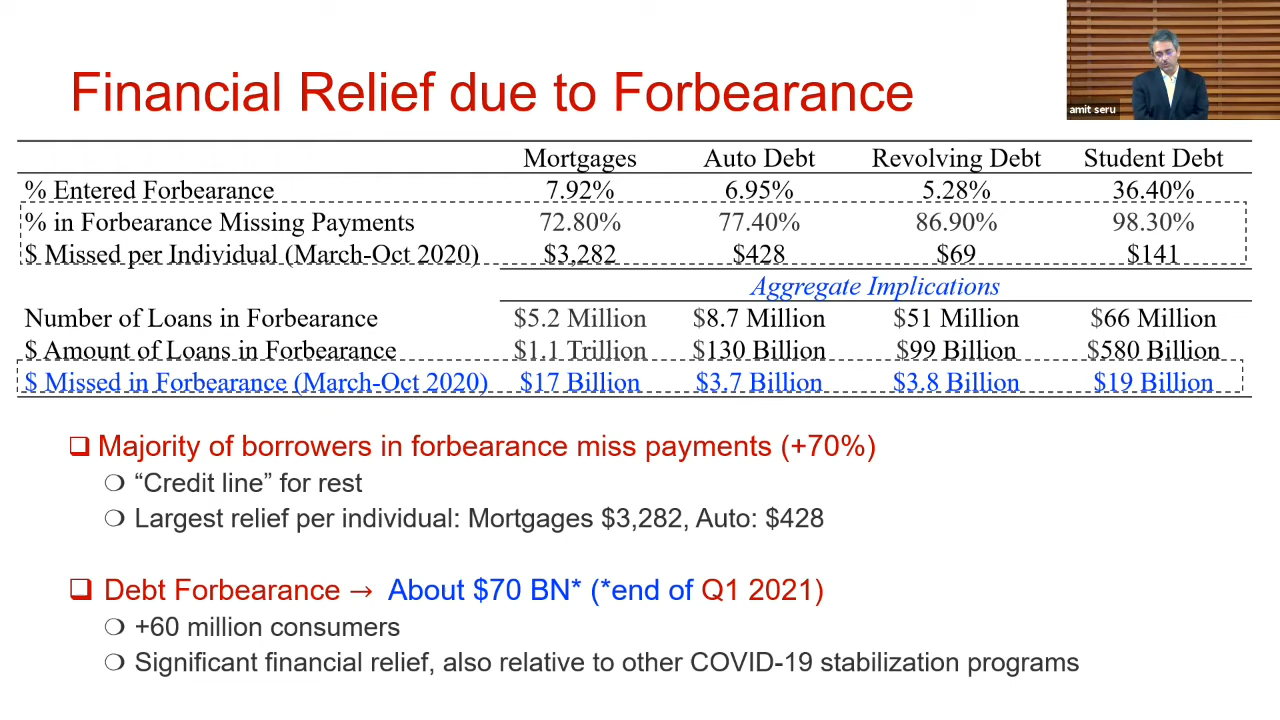 amit seru
Financial Relief due to Forbearance
Mortgages Auto Debt Revolving Debt Student Debt
% Entered Forbearance 7.92% 6.95% 5.28% 36.40%
% in Forbearance Missing Payments 72.80% 77.40% 86.90% 98.30%
$ Missed per Individual (March-Oct 2020) $3,282 $428 $69 $141
Aggregate Implications
Number of Loans in Forbearance $5.2 Million $8.7 Million $51 Million $66 Million
$ Amount of Loans in Forbearance $1.1 Trillion $130 Billion $99 Billion $580 Billion
$ Missed in Forbearance (March-Oct 2020) $17 Billion $3.7 Billion $3.8 Billion $19 Billion
❑ Majority of borrowers in forbearance miss payments (+70%)
❍ “Credit line” for rest
❍ Largest relief per individual: Mortgages $3,282, Auto: $428
❑ Debt Forbearance → About $70 BN* (*end of Q1 2021)
❍ +60 million consumers
❍ Significant financial relief, also relative to other COVID-19 stabilization programs